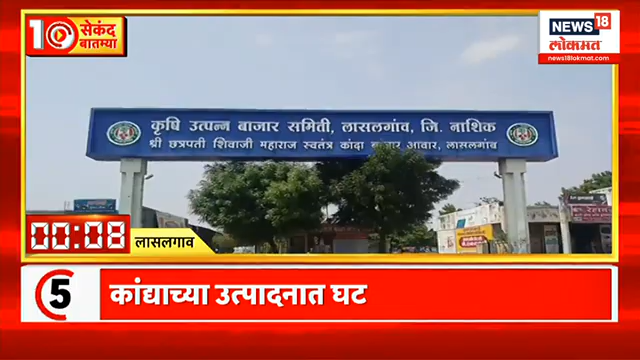 10 सेकंद
बातम्या
NEWS 18
लोकमत
news18lokmat.com
कृषि उत्पन्न बाजार समिती, लासलगांव, जि. नाशिक
श्री छत्रपती शिवाजी महाराज स्वतंत्र कांदा बाजार आवार, लासलगांव
00:08
लासलगाव
5
कांद्याच्या उत्पादनात घट